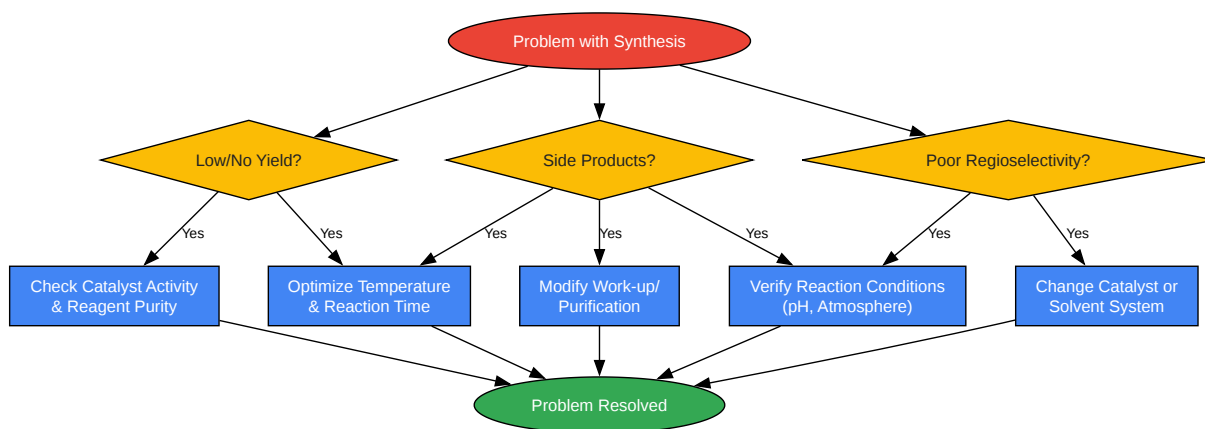 Problem with Synthesis
Low/No Yield?
Side Products?
Poor Regioselectivity?
Yes
Yes
Yes
Yes
Yes
Yes
Yes
Check Catalyst Activity
& Reagent Purity
Optimize Temperature
& Reaction Time
Modify Work-up/
Purification
Verify Reaction Conditions
(pH, Atmosphere)
Change Catalyst or
Solvent System
Problem Resolved